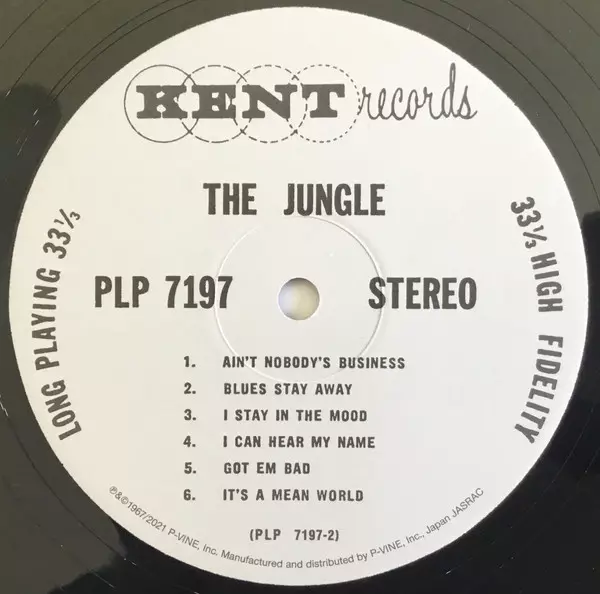 KENT records
THE JUNGLE
LONG PLAYING 33⅓
33⅓ HIGH FIDELITY
PLP 7197
STEREO
1. AIN'T NOBODY'S BUSINESS
2. BLUES STAY AWAY
3. I STAY IN THE MOOD
4. I CAN HEAR MY NAME
5. GOT EM BAD
6. IT'S A MEAN WORLD
(PLP 7197-2)
℗&©1967/2021 P-VINE, Inc. Manufactured and distributed by P-VINE, Inc., Japan JASRAC